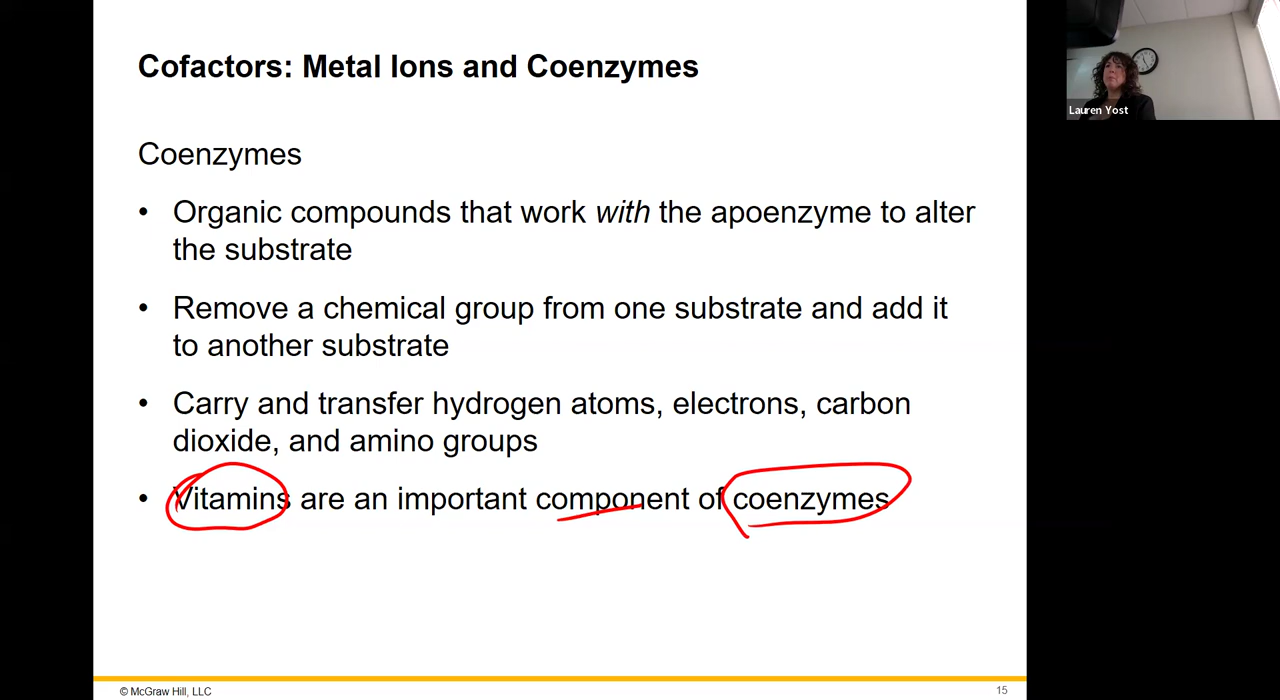 Cofactors: Metal Ions and Coenzymes
Lauren Yost
Coenzymes
• Organic compounds that work with the apoenzyme to alter
the substrate
• Remove a chemical group from one substrate and add it
to another substrate
• Carry and transfer hydrogen atoms, electrons, carbon
dioxide, and amino groups
• Vitamins are an important component of coenzymes
© McGraw Hill, LLC
15